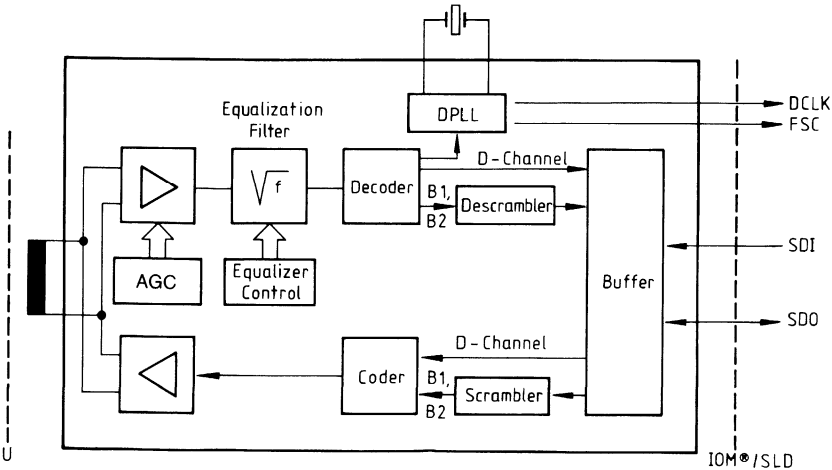 DPLL
DCLK
FSC
Equalization
Filter
√f
Decoder
D-Channel
B1,
B2
Descrambler
AGC
Equalizer
Control
Buffer
SDI
SDO
D-Channel
Coder
B1,
B2
Scrambler
U
IOM®/SLD